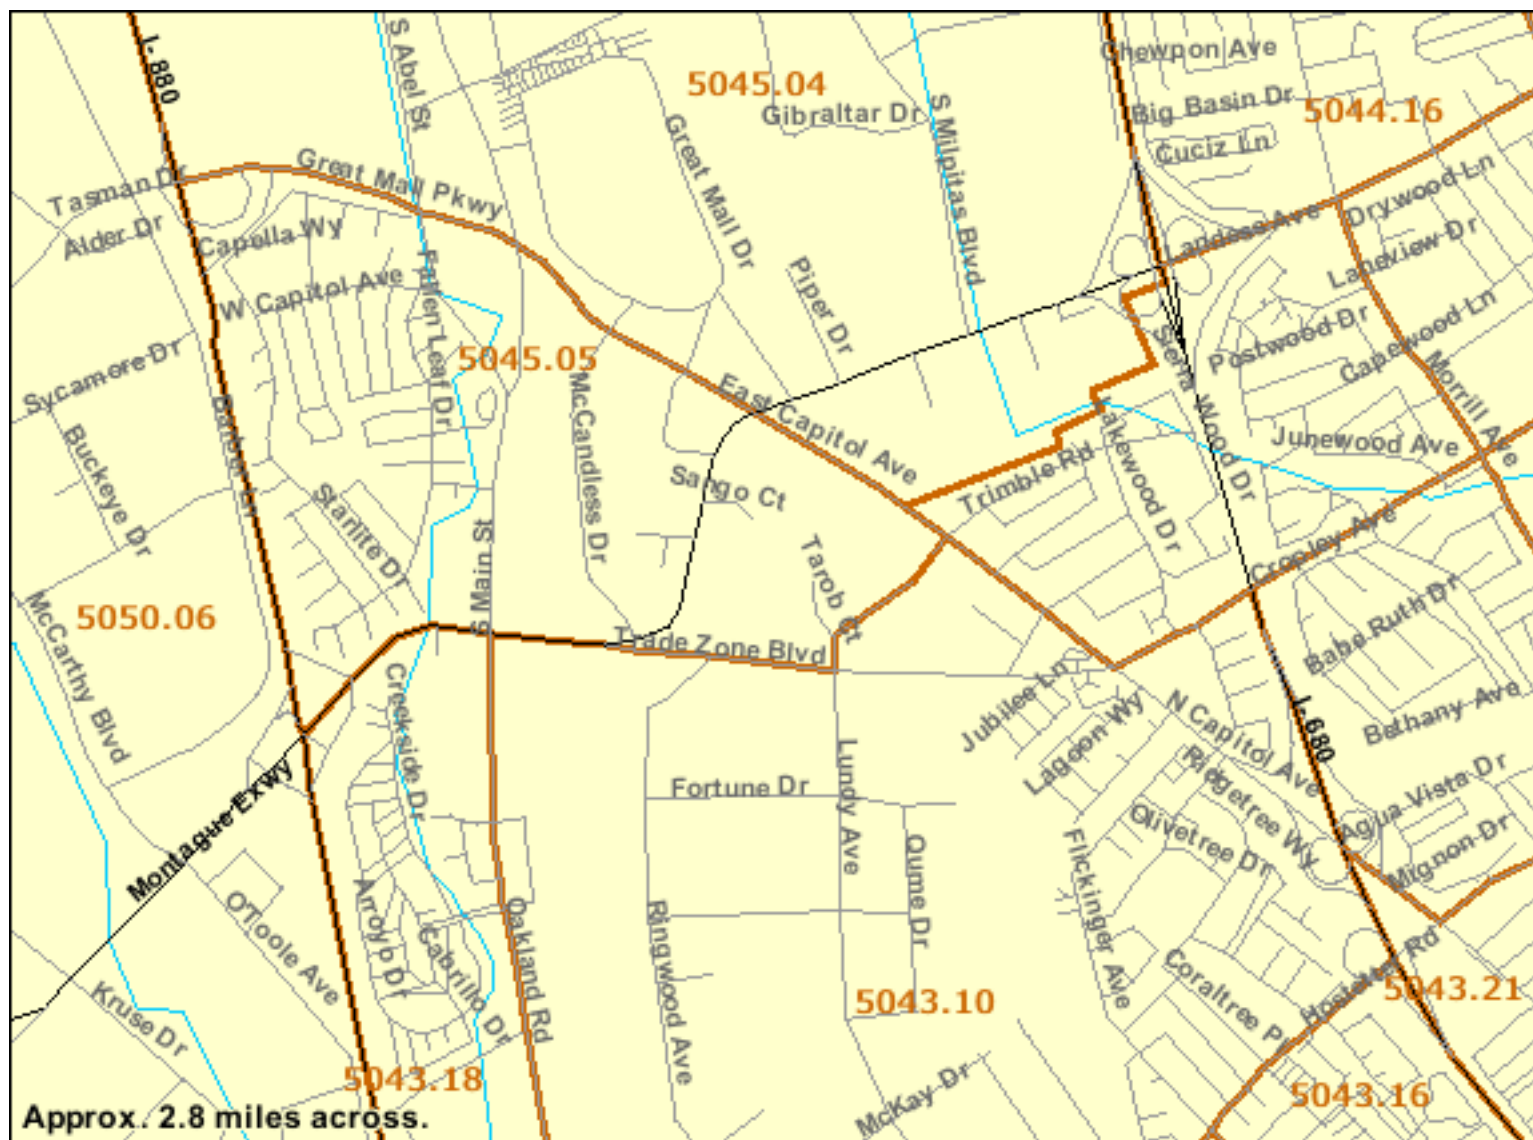 I- 880
S Abel St
5045.04
Gibraltar Dr
Great Mall Dr
S Milpitas Blvd
Chewpon Ave
Big Basin Dr
5044.16
Cuciz Ln
Tasman Dr
Great Mall Pkwy
Alder Dr
Capella Wy
W Capitol Ave
Fallen Leaf Dr
Piper Dr
Landess Ave
Drywood Ln
Laneview Dr
Sycamore Dr
5045.05
McCandless Dr
East Capitol Ave
Sierra Wood Dr
Postwood Dr
Capewood Ln
Morrill Ave
Buckeye Dr
Barber Ln
Starlite Dr
Sango Ct
Trimble Rd
Lakewood Dr
Junewood Ave
S Main St
Tarob Ct
Cropley Ave
McCarthy Blvd
5050.06
Trade Zone Blvd
Babe Ruth Dr
Creekside Dr
Jubilee Ln
Lagoon Wy
N Capitol Ave
I- 680
Bethany Ave
Montague Exwy
Fortune Dr
Lundy Ave
Ridgetree Wy
Agua Vista Dr
Olivetree Dr
Flickinger Ave
Mignon Dr
Qume Dr
OToole Ave
Arroyo Dr
Cabrillo Dr
Oakland Rd
Ringwood Ave
Kruse Dr
5043.10
Coraltree Pl
Hostetter Rd
5043.21
5043.18
McKay Dr
5043.16
Approx. 2.8 miles across.